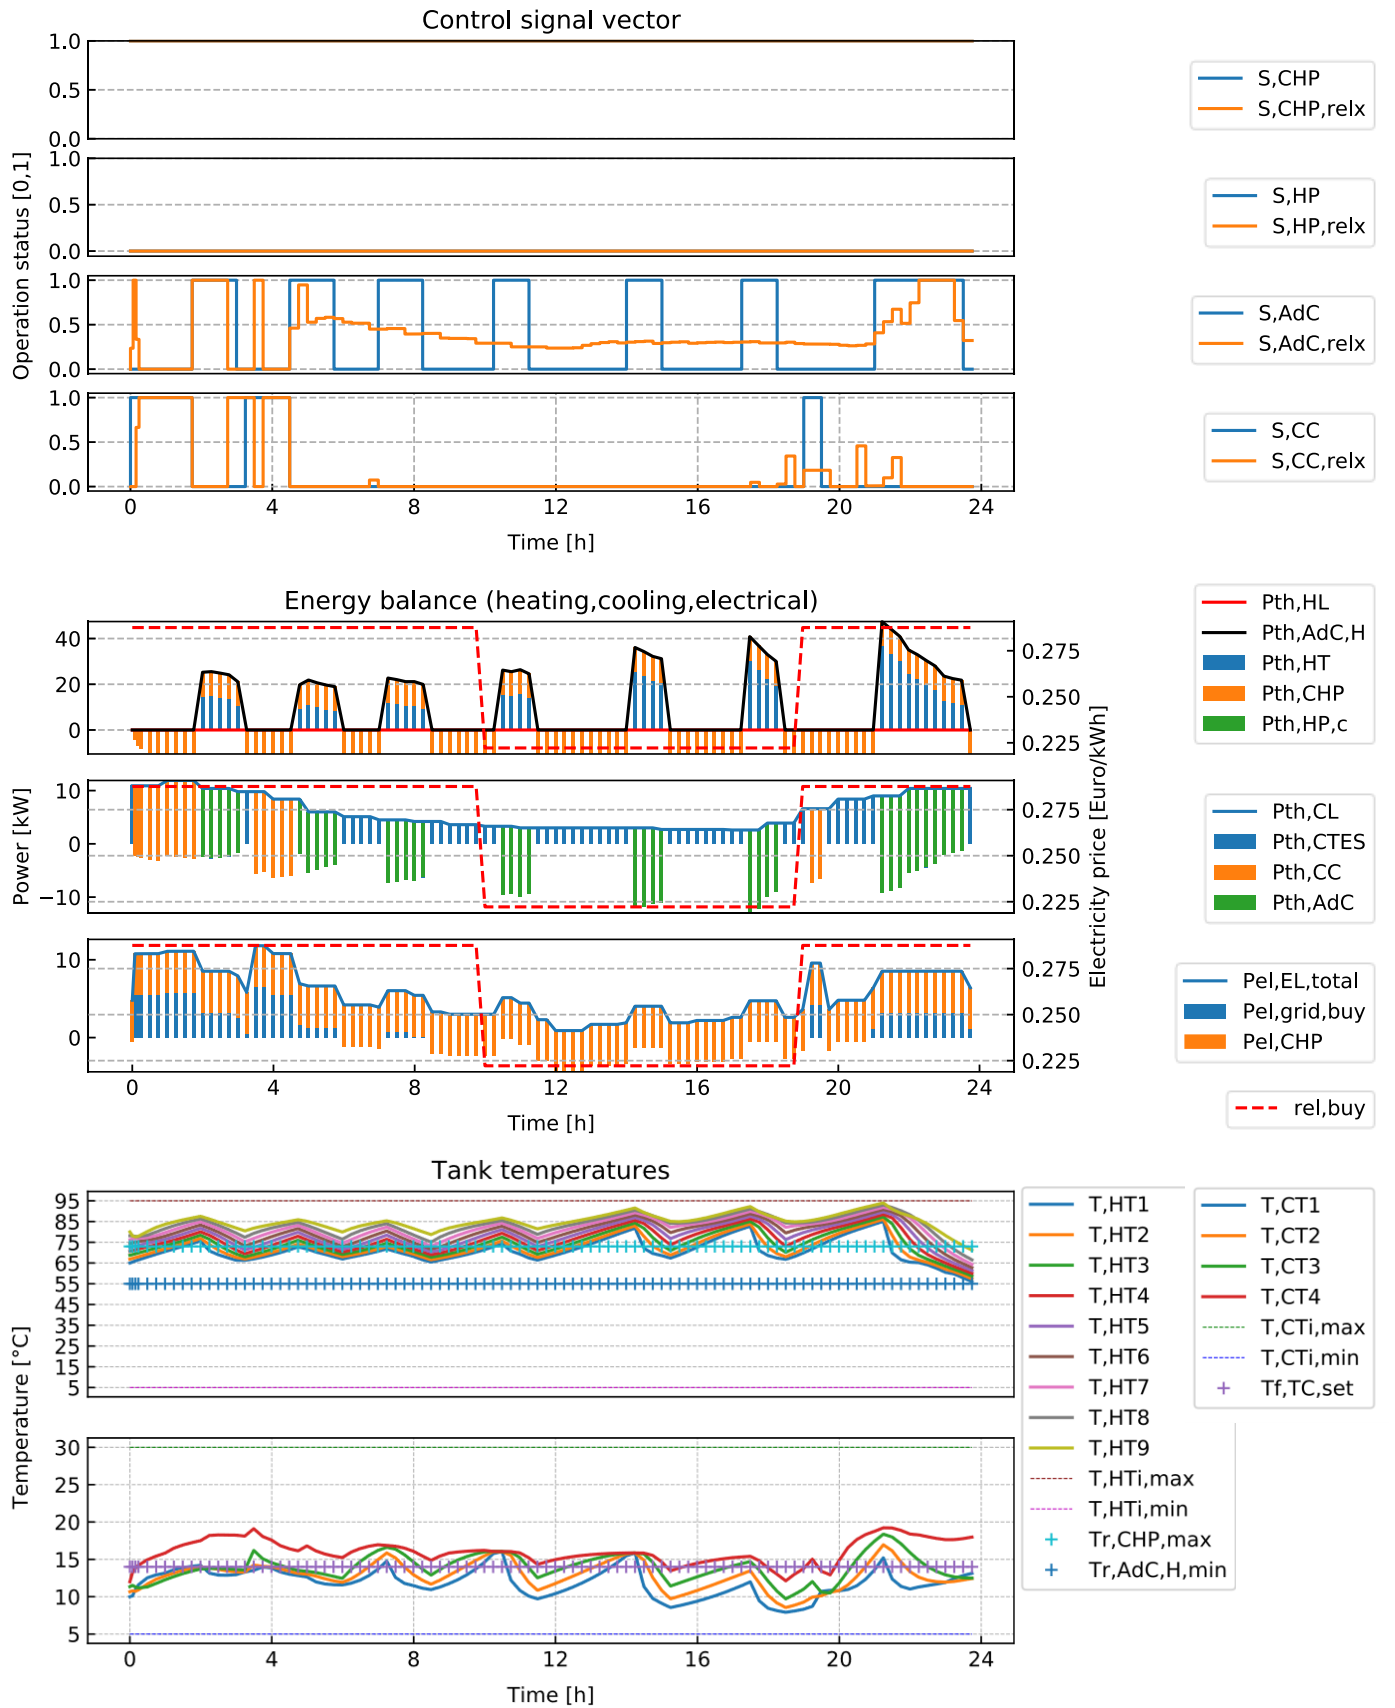 Control signal vector
Operation status [0,1]
1.0
0.5
0.0
S,CHP
S,CHP,relx
1.0
0.5
0.0
S,HP
S,HP,relx
1.0
0.5
0.0
S,AdC
S,AdC,relx
1.0
0.5
0.0
S,CC
S,CC,relx
0 4 8 12 16 20 24
Time [h]
Energy balance (heating,cooling,electrical)
Power [kW]
Electricity price [Euro/kWh]
40
20
0
0.275
0.250
0.225
Pth,HL
Pth,AdC,H
Pth,HT
Pth,CHP
Pth,HP,c
10
0
−10
0.275
0.250
0.225
Pth,CL
Pth,CTES
Pth,CC
Pth,AdC
10
0
0.275
0.250
0.225
Pel,EL,total
Pel,grid,buy
Pel,CHP
0 4 8 12 16 20 24
Time [h]
rel,buy
Tank temperatures
Temperature [°C]
95
85
75
65
55
45
35
25
15
5
30
25
20
15
10
5
0 4 8 12 16 20 24
Time [h]
T,HT1
T,HT2
T,HT3
T,HT4
T,HT5
T,HT6
T,HT7
T,HT8
T,HT9
T,HTi,max
T,HTi,min
Tr,CHP,max
Tr,AdC,H,min
T,CT1
T,CT2
T,CT3
T,CT4
T,CTi,max
T,CTi,min
Tf,TC,set